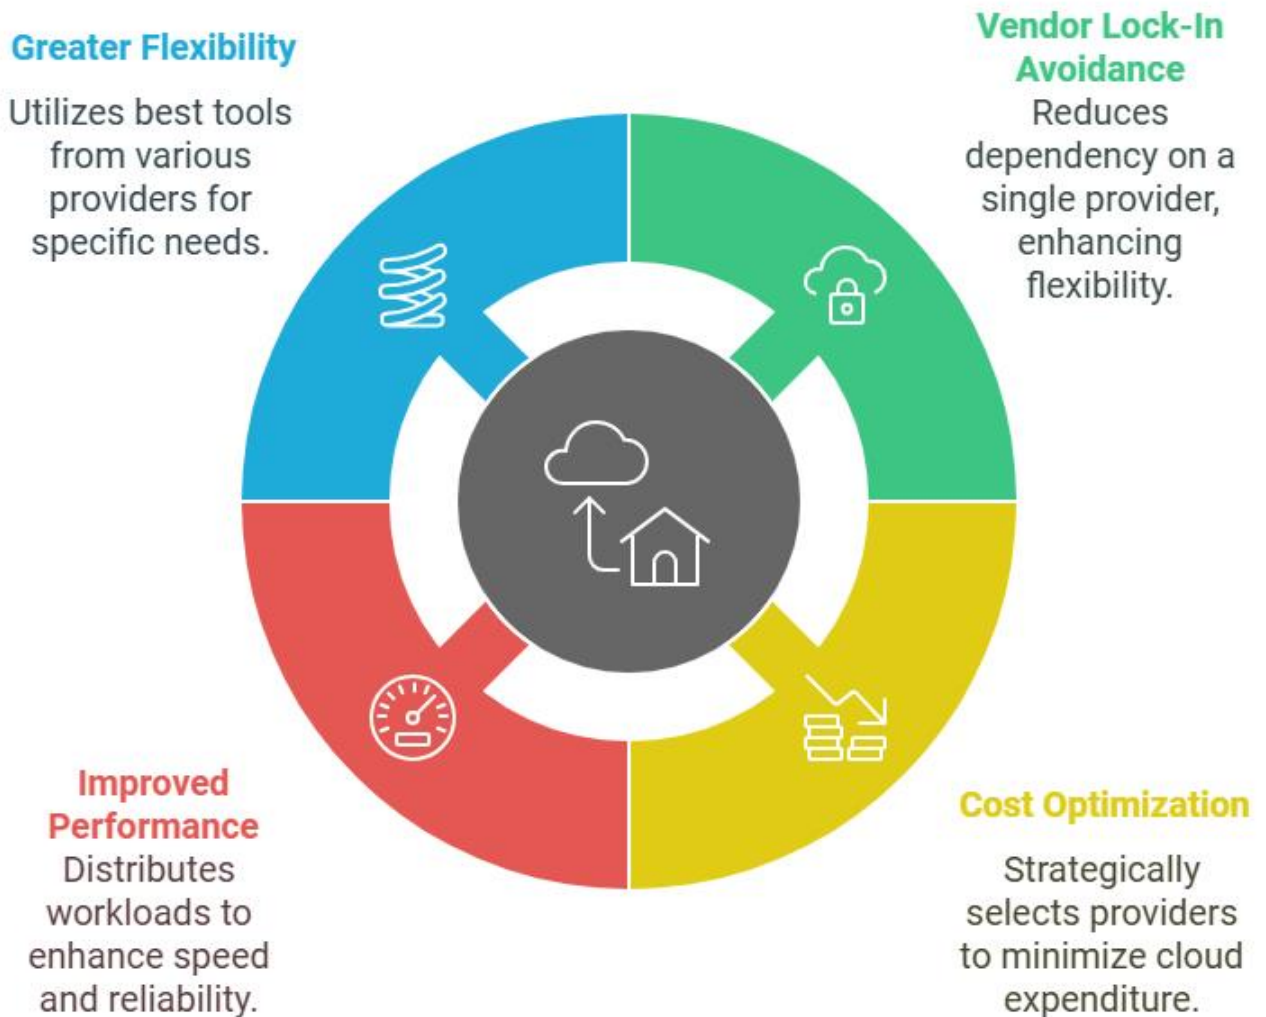 Greater Flexibility
Utilizes best tools
from various
providers for
specific needs.
Vendor Lock-In
Avoidance
Reduces
dependency on a
single provider,
enhancing
flexibility.
Improved
Performance
Distributes
workloads to
enhance speed
and reliability.
Cost Optimization
Strategically
selects providers
to minimize cloud
expenditure.